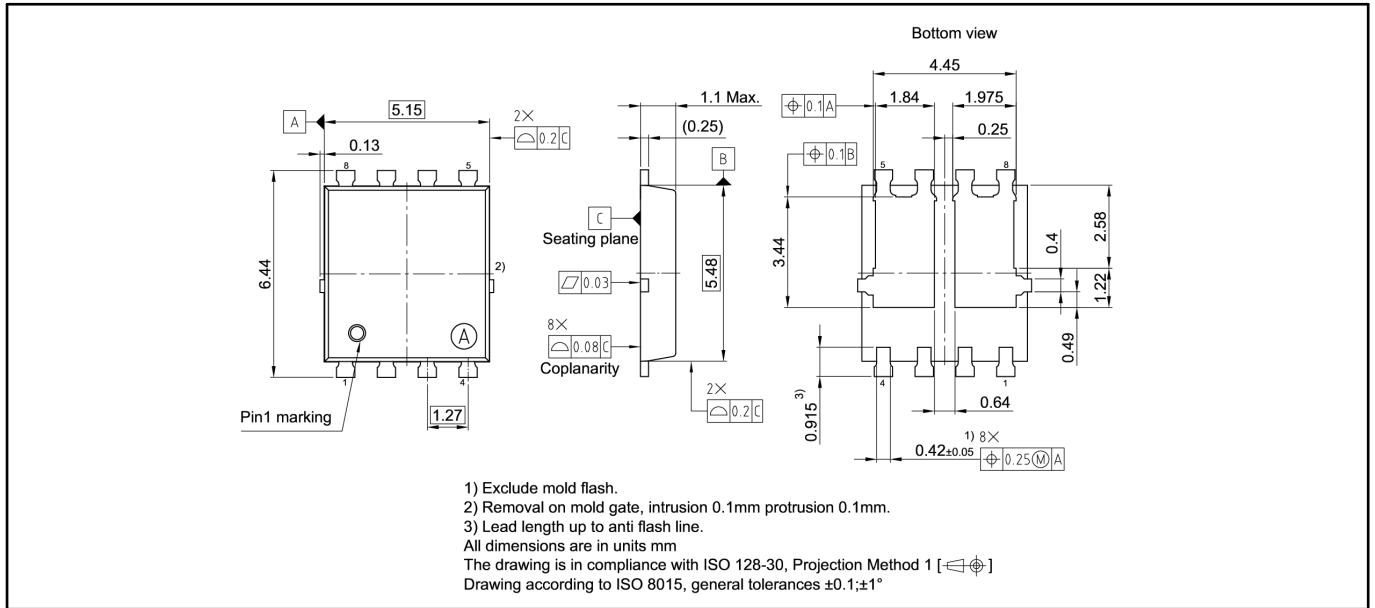 Bottom view
4.45
1.84
1.975
0.1 A
0.25
0.1 B
5
8
3.44
0.4
2.58
1.22
0.49
4
1
0.915 3)
0.64
0.42±0.05
1) 8×
0.25 Ⓜ A
A
5.15
2×
0.2 C
0.13
8
5
6.44
2)
A
1
4
Pin1 marking
1.27
1.1 Max.
(0.25)
B
C
Seating plane
0.03
5.48
8×
0.08 C
Coplanarity
2×
0.2 C
1) Exclude mold flash.
2) Removal on mold gate, intrusion 0.1mm protrusion 0.1mm.
3) Lead length up to anti flash line.
All dimensions are in units mm
The drawing is in compliance with ISO 128-30, Projection Method 1 [ ]
Drawing according to ISO 8015, general tolerances ±0.1;±1°